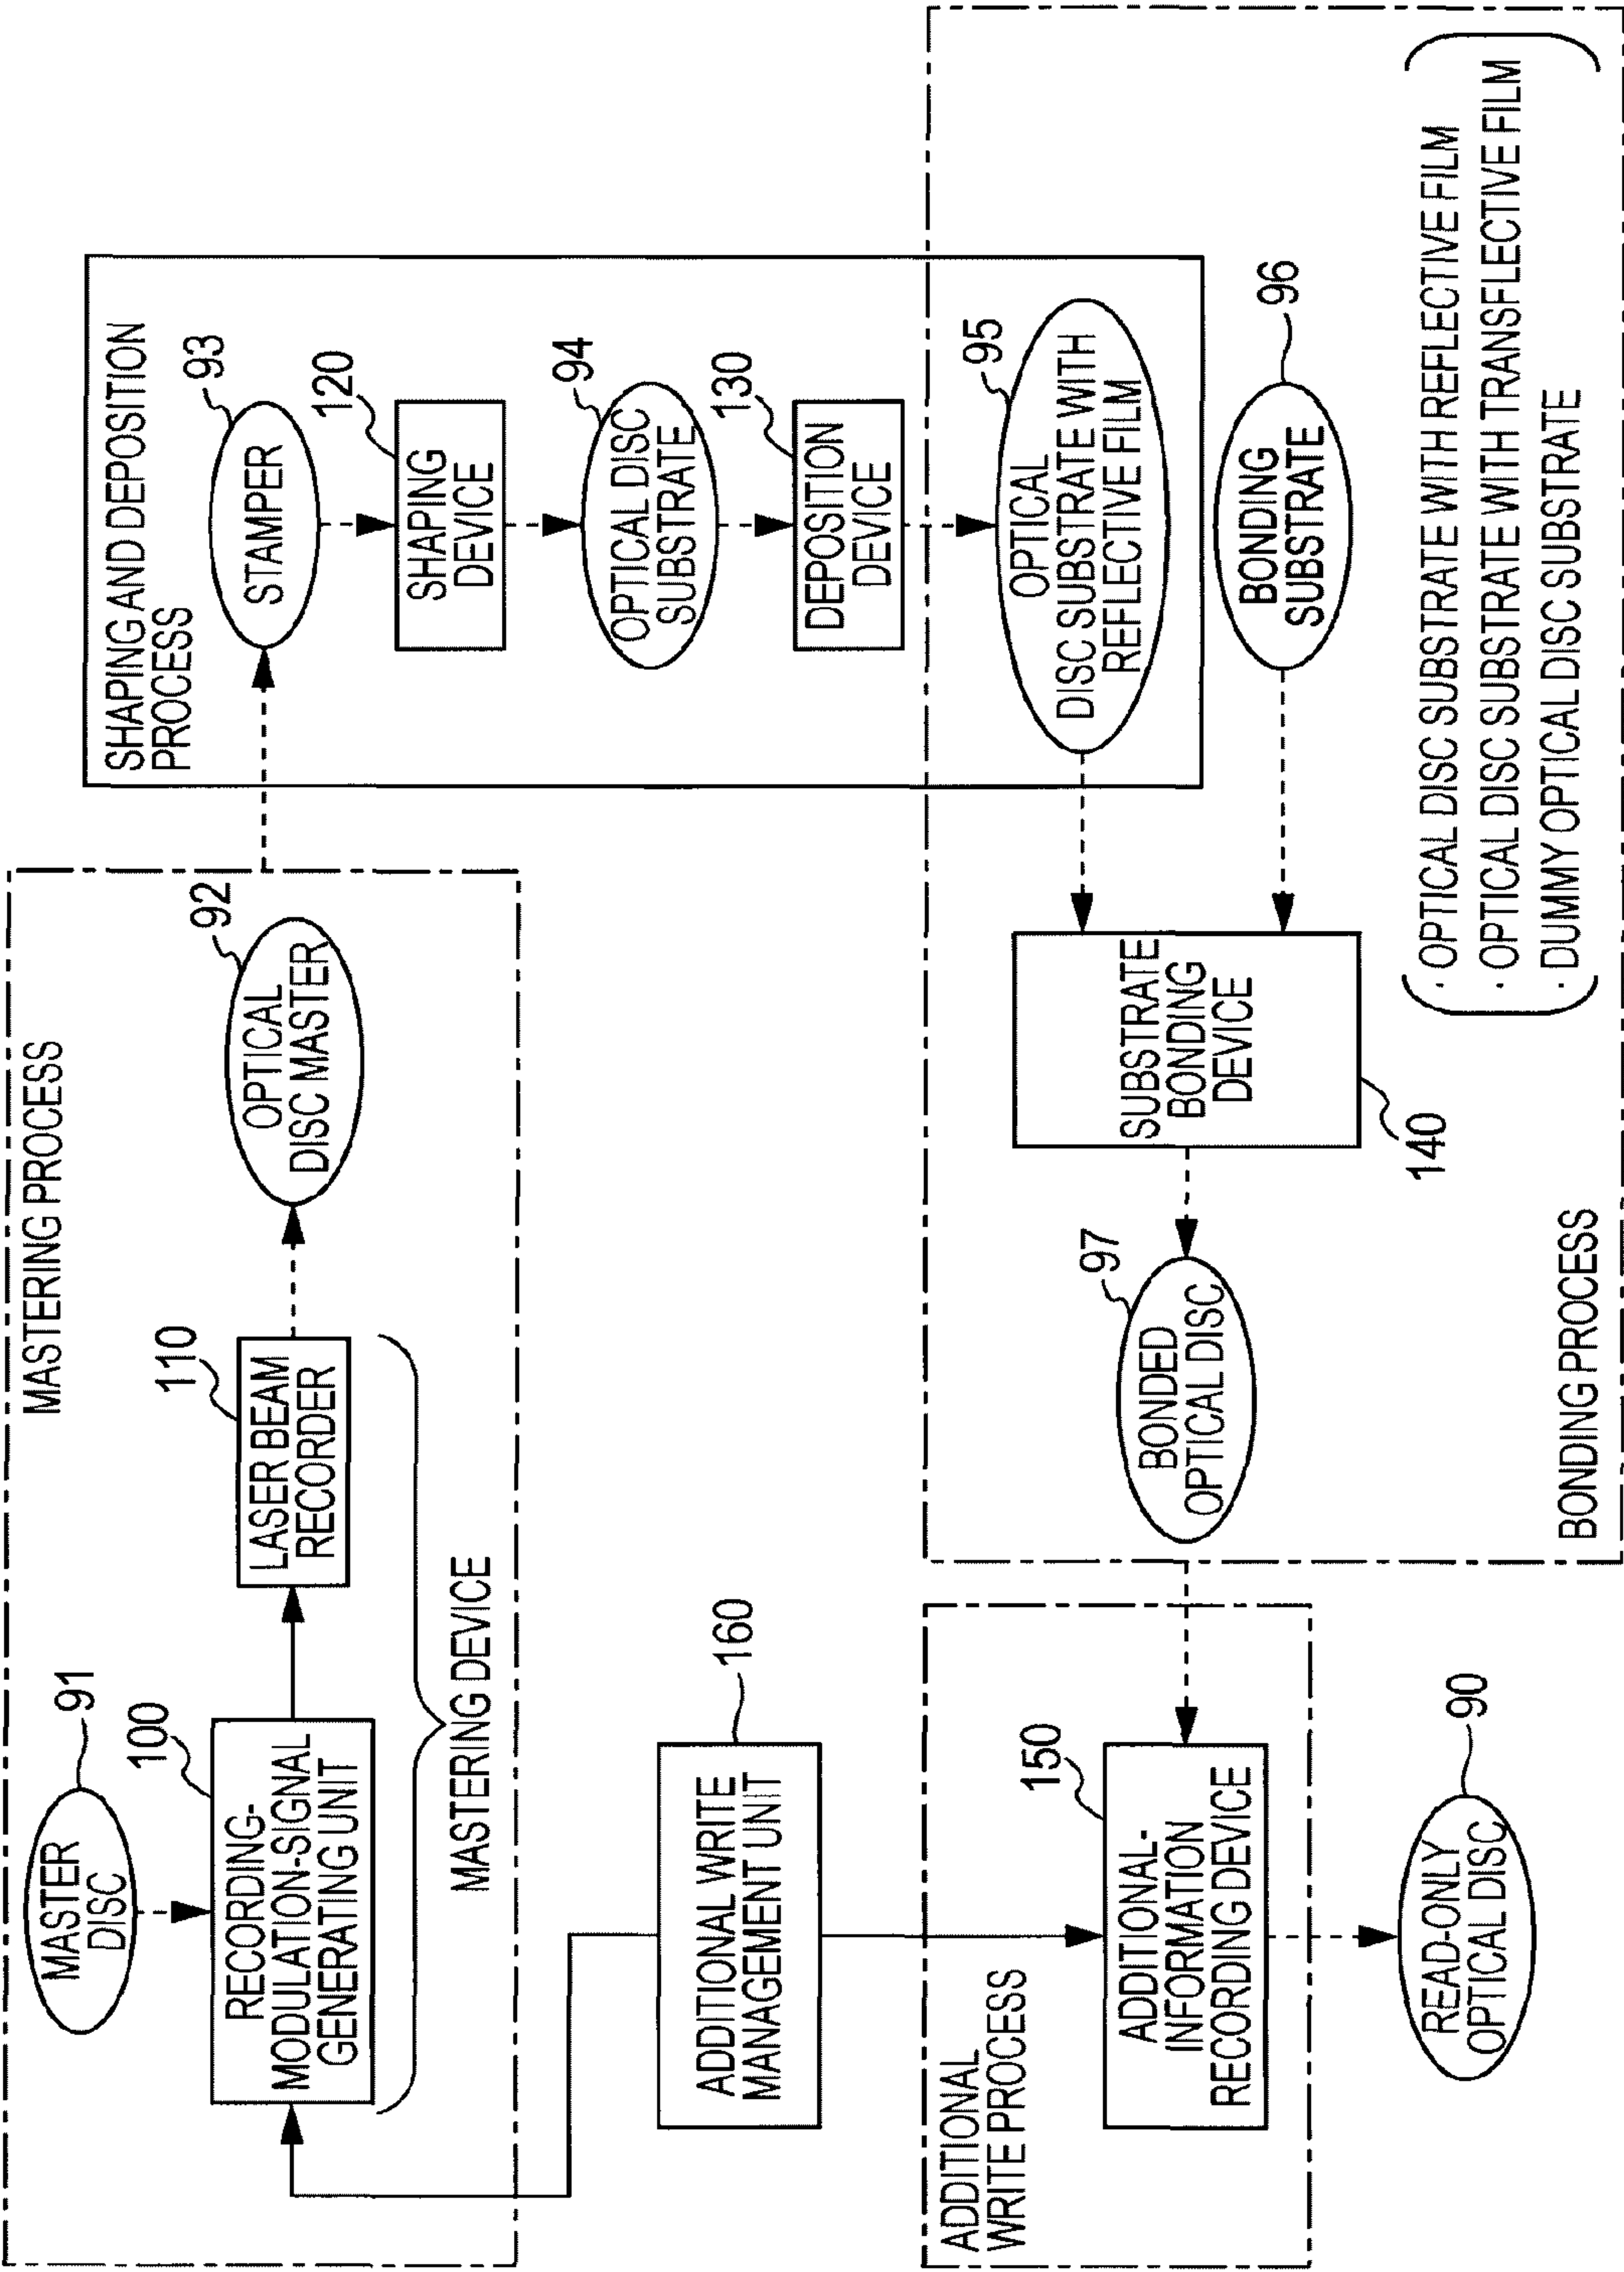 MASTERING PROCESS
MASTER
DISC
91
100
RECORDING-
MODULATION-SIGNAL
GENERATING UNIT
110
LASER BEAM
RECORDER
92
OPTICAL
DISC MASTER
MASTERING DEVICE
SHAPING AND DEPOSITION
PROCESS
93
STAMPER
120
SHAPING
DEVICE
94
OPTICAL DISC
SUBSTRATE
130
DEPOSITION
DEVICE
95
OPTICAL
DISC SUBSTRATE WITH
REFLECTIVE FILM
96
BONDING
SUBSTRATE
· OPTICAL DISC SUBSTRATE WITH REFLECTIVE FILM
· OPTICAL DISC SUBSTRATE WITH TRANSFLECTIVE FILM
· DUMMY OPTICAL DISC SUBSTRATE
SUBSTRATE
BONDING
DEVICE
140
97
BONDED
OPTICAL DISC
BONDING PROCESS
160
ADDITIONAL WRITE
MANAGEMENT UNIT
ADDITIONAL
WRITE PROCESS
150
ADDITIONAL-
INFORMATION
RECORDING DEVICE
90
READ-ONLY
OPTICAL DISC